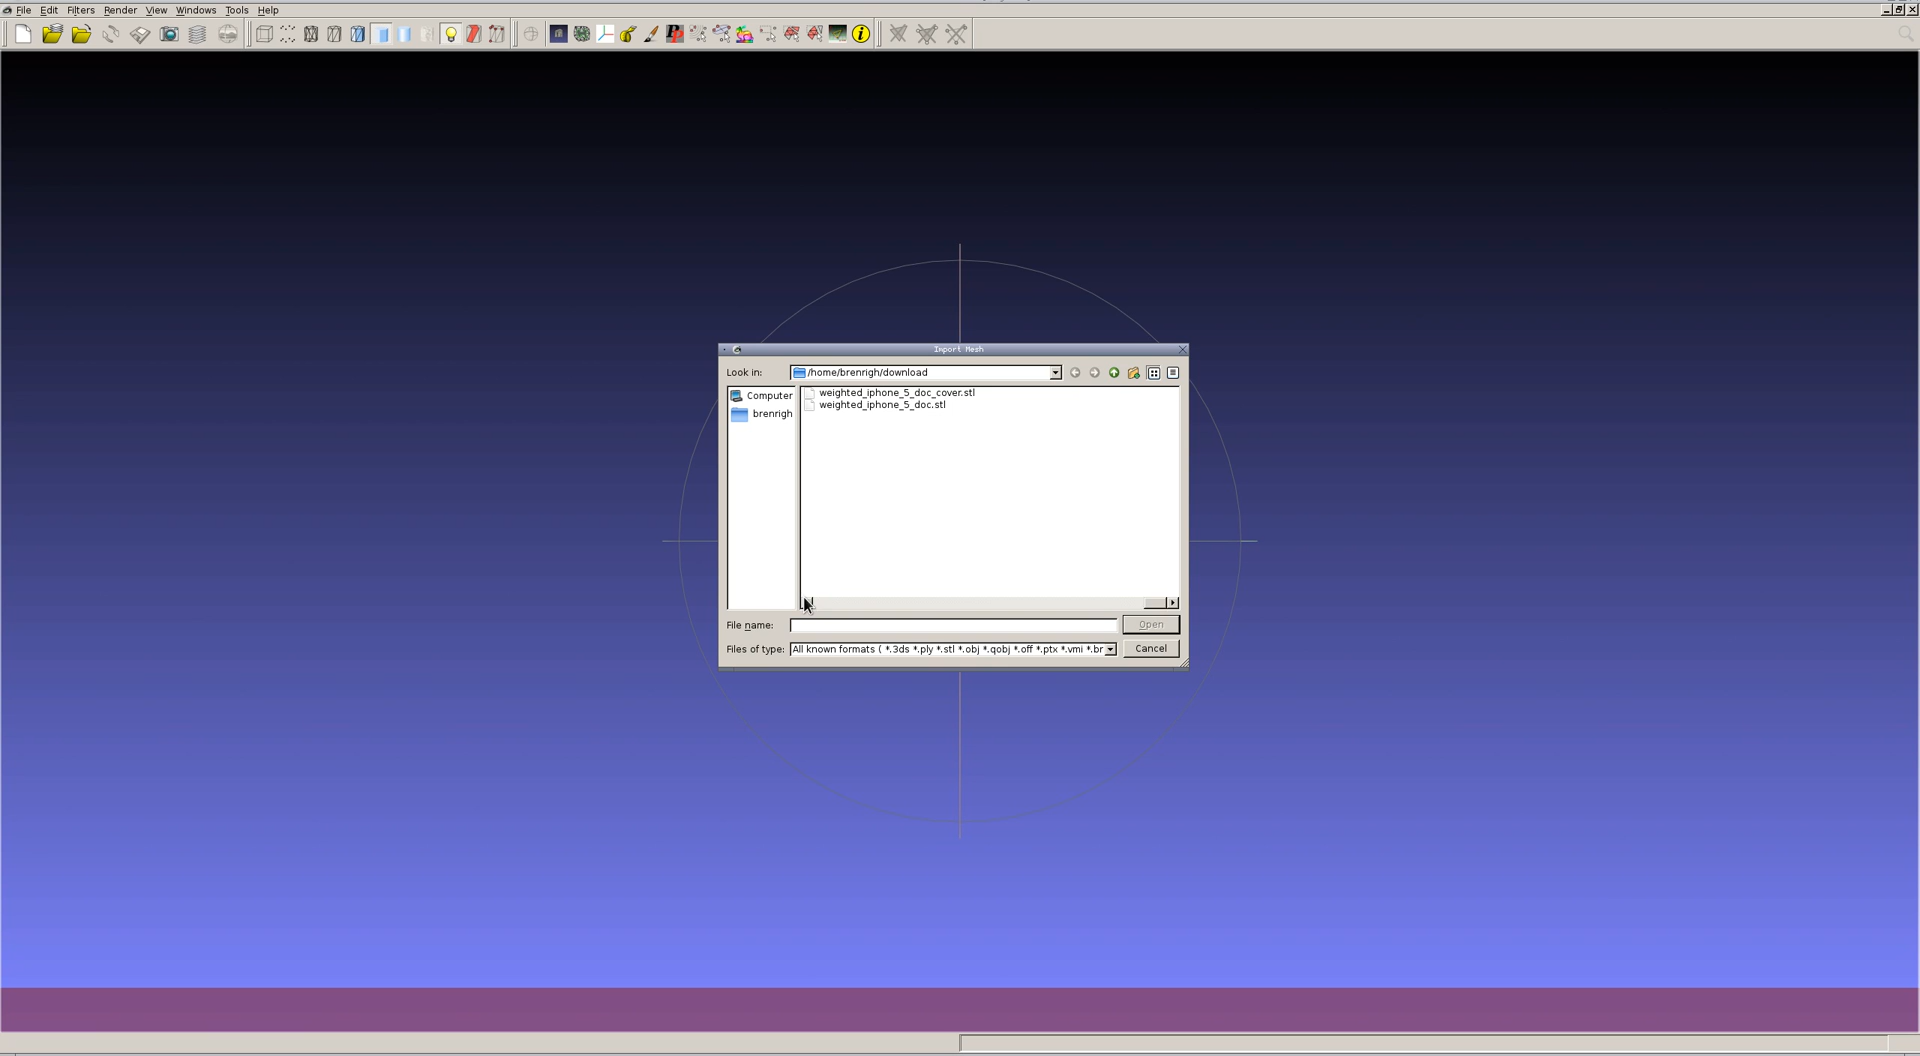 File Edit Filters Render View Windows Tools Help
Import Mesh
Look in: /home/brenrigh/download
Computer
brenrigh
weighted_iphone_5_doc_cover.stl
weighted_iphone_5_doc.stl
File name: Open
Files of type: All known formats ( *.3ds *.ply *.stl *.obj *.qobj *.off *.ptx *.vmi *.br Cancel